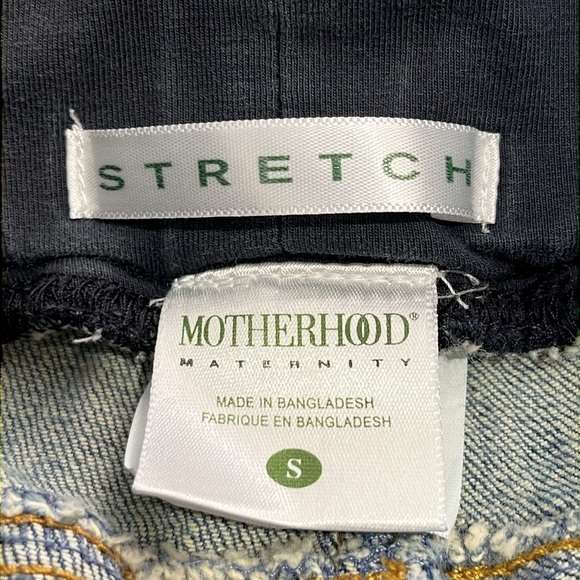 STRETCH
MOTHERHOOD®
MATERNITY
MADE IN BANGLADESH
FABRIQUE EN BANGLADESH
S